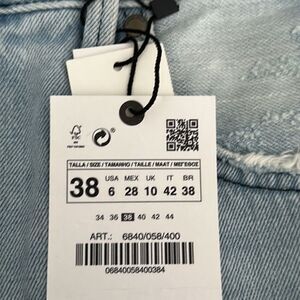 FSC
TALLA / SIZE / TAMANHO / TAILLE / MAAT / ΜΕΓΕΘΟΣ
38
USA MEX UK IT BR
6 28 10 42 38
34 36 38 40 42 44
ART.: 6840/058/400
06840058400384